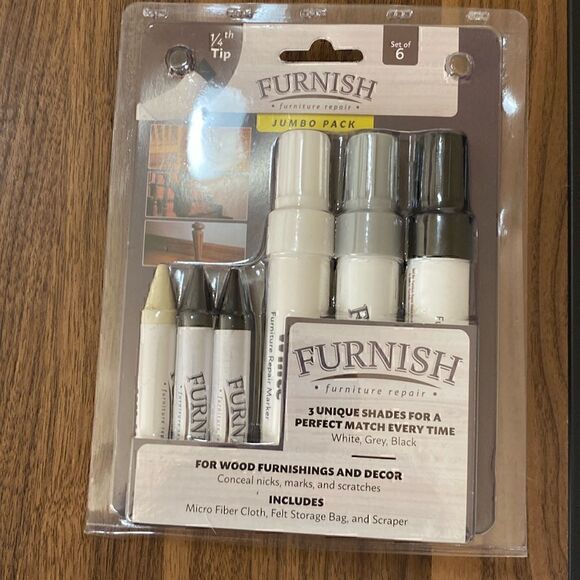 1/4th
Tip
Set of
6
FURNISH
• furniture repair •
JUMBO PACK
FURNISH
• furniture repair •
3 UNIQUE SHADES FOR A
PERFECT MATCH EVERY TIME
White, Grey, Black
FURNISH
FURNISH
Furniture Repair Marker
FOR WOOD FURNISHINGS AND DECOR
Conceal nicks, marks, and scratches
INCLUDES
Micro Fiber Cloth, Felt Storage Bag, and Scraper